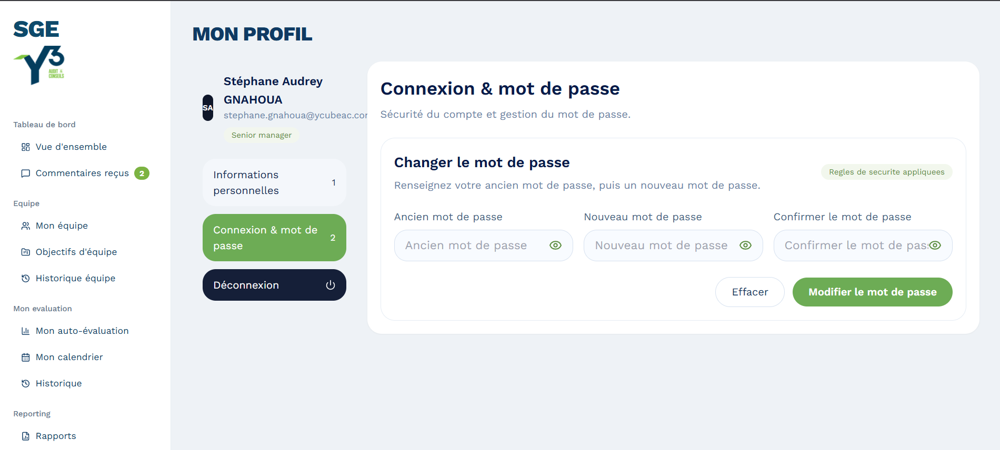 SGE
Y3
AUDIT &
CONSEILS
Tableau de bord
Vue d'ensemble
Commentaires reçus 2
Equipe
Mon équipe
Objectifs d'équipe
Historique équipe
Mon evaluation
Mon auto-évaluation
Mon calendrier
Historique
Reporting
Rapports
MON PROFIL
SA
Stéphane Audrey
GNAHOUA
stephane.gnahoua@ycubeac.cor
Senior manager
Informations
personnelles
1
Connexion & mot de
passe
2
Déconnexion
Connexion & mot de passe
Sécurité du compte et gestion du mot de passe.
Changer le mot de passe
Renseignez votre ancien mot de passe, puis un nouveau mot de passe.
Regles de securite appliquees
Ancien mot de passe
Ancien mot de passe
Nouveau mot de passe
Nouveau mot de passe
Confirmer le mot de passe
Confirmer le mot de pas
Effacer
Modifier le mot de passe